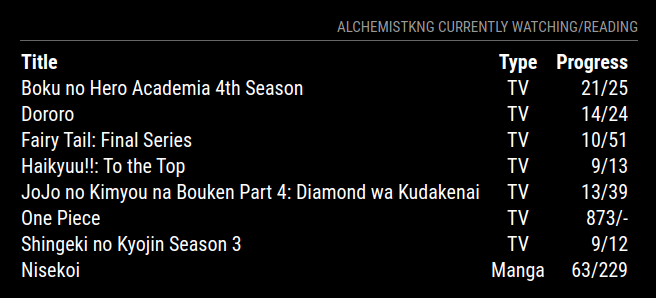 ALCHEMISTKNG CURRENTLY WATCHING/READING
Title Type Progress
Boku no Hero Academia 4th Season TV 21/25
Dororo TV 14/24
Fairy Tail: Final Series TV 10/51
Haikyuu!!: To the Top TV 9/13
JoJo no Kimyou na Bouken Part 4: Diamond wa Kudakenai TV 13/39
One Piece TV 873/-
Shingeki no Kyojin Season 3 TV 9/12
Nisekoi Manga 63/229